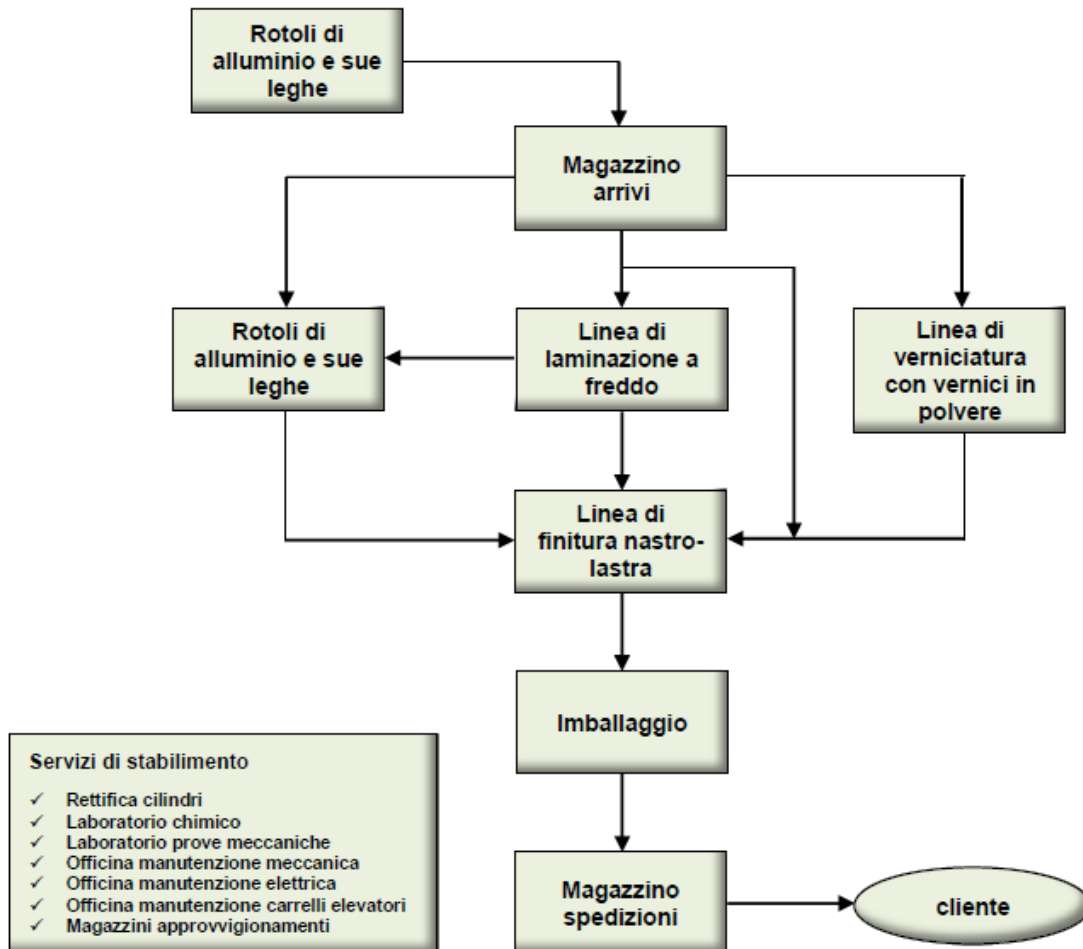 Rotoli di
alluminio e sue
leghe
Magazzino
arrivi
Rotoli di
alluminio e sue
leghe
Linea di
laminazione a
freddo
Linea di
verniciatura
con vernici in
polvere
Linea di
finitura nastro-
lastra
Imballaggio
Servizi di stabilimento
✓ Rettifica cilindri
✓ Laboratorio chimico
✓ Laboratorio prove meccaniche
✓ Officina manutenzione meccanica
✓ Officina manutenzione elettrica
✓ Officina manutenzione carrelli elevatori
✓ Magazzini approvvigionamenti
Magazzino
spedizioni
cliente